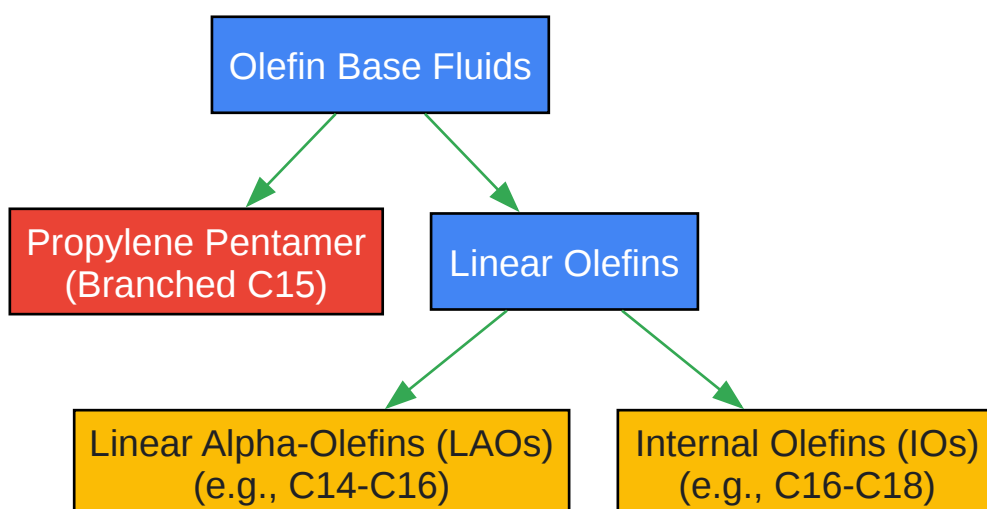 Olefin Base Fluids
Propylene Pentamer
(Branched C15)
Linear Olefins
Linear Alpha-Olefins (LAOs)
(e.g., C14-C16)
Internal Olefins (IOs)
(e.g., C16-C18)